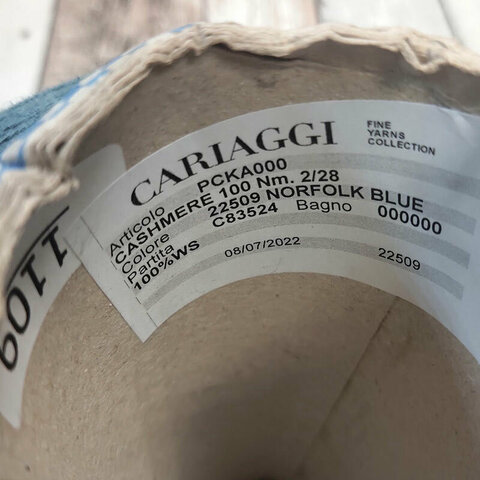 CARIAGGI
FINE
YARNS
COLLECTION
Articolo PCKA000
CASHMERE 100 Nm. 2/28
Colore 22509 NORFOLK BLUE
Partita C83524 Bagno 000000
100%WS
08/07/2022 22509
1109